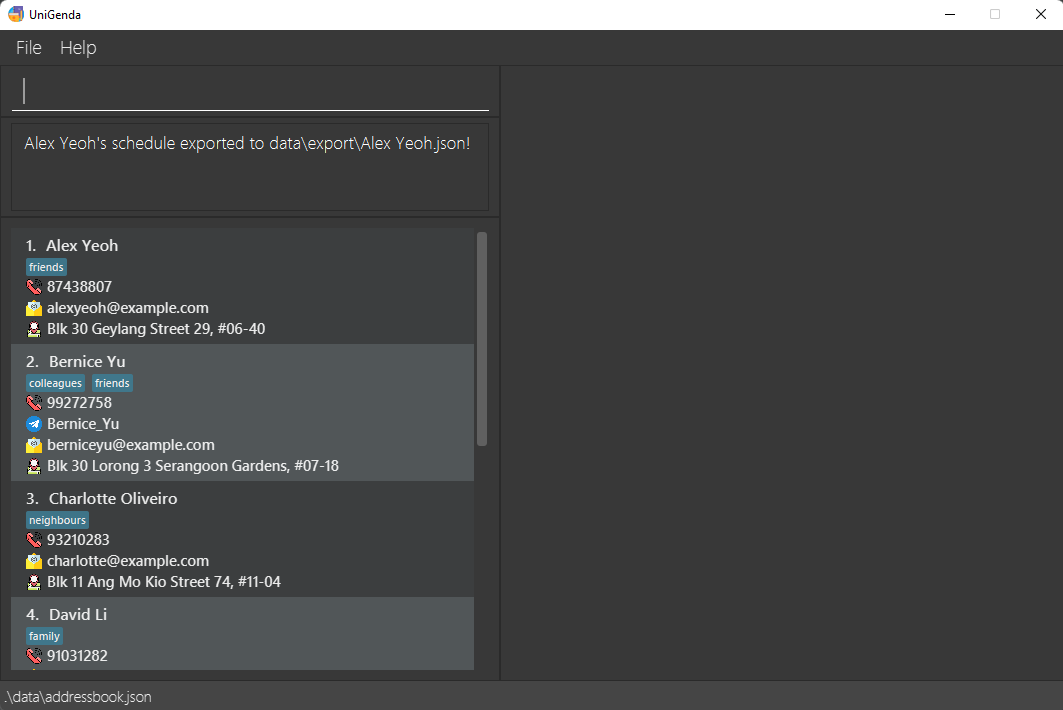 UniGenda
File Help
Alex Yeoh's schedule exported to data\export\Alex Yeoh.json!
1. Alex Yeoh
friends
87438807
alexyeoh@example.com
Blk 30 Geylang Street 29, #06-40
2. Bernice Yu
colleagues friends
99272758
Bernice_Yu
berniceyu@example.com
Blk 30 Lorong 3 Serangoon Gardens, #07-18
3. Charlotte Oliveiro
neighbours
93210283
charlotte@example.com
Blk 11 Ang Mo Kio Street 74, #11-04
4. David Li
family
91031282
.\data\addressbook.json